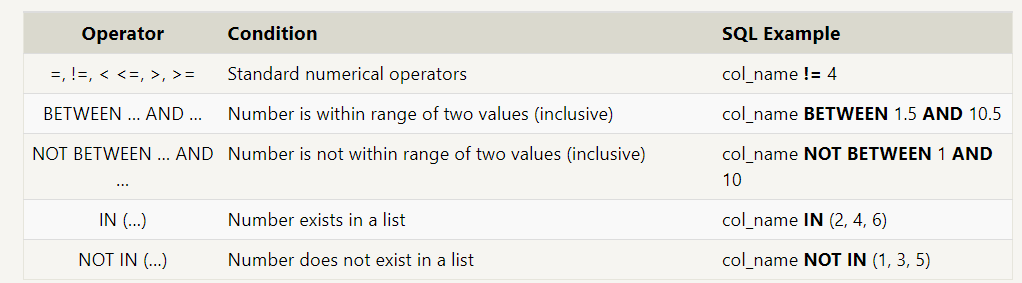 Operator Condition SQL Example
=, !=, < <=, >, >= Standard numerical operators col_name != 4
BETWEEN … AND … Number is within range of two values (inclusive) col_name BETWEEN 1.5 AND 10.5
NOT BETWEEN … AND Number is not within range of two values (inclusive) col_name NOT BETWEEN 1 AND
… 10
IN (…) Number exists in a list col_name IN (2, 4, 6)
NOT IN (…) Number does not exist in a list col_name NOT IN (1, 3, 5)